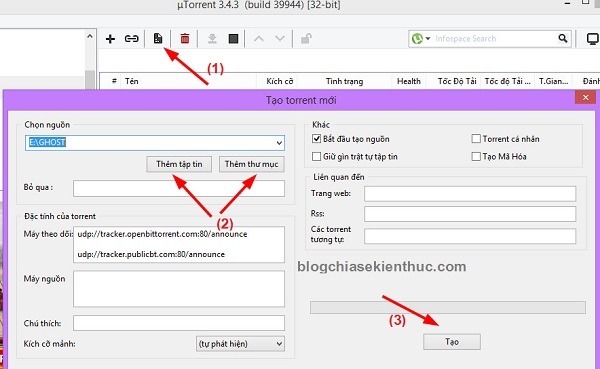 µTorrent 3.4.3 (build 39944) [32-bit]
Infospace Search
(1)
# Tên Kích cỡ Tình trạng Health Tốc Độ Tải Tốc độ Tải ... T.Gian...
Tạo torrent mới
Chọn nguồn
E:\GHOST
Thêm tập tin Thêm thư mục
Bỏ qua :
(2)
Khác
Bắt đầu tạo nguồn Torrent cá nhân
Giữ gìn trật tự tập tin Tạo Mã Hóa
Liên quan đến
Trang web:
Rss:
Các torrent
tương tự:
Đặc tính của torrent
Máy theo dõi:
udp://tracker.openbittorrent.com:80/announce
udp://tracker.publicbt.com:80/announce
Máy nguồn
Chú thích:
Kích cỡ mảnh: (tự phát hiện)
blogchiasekienthuc.com
(3)
Tạo